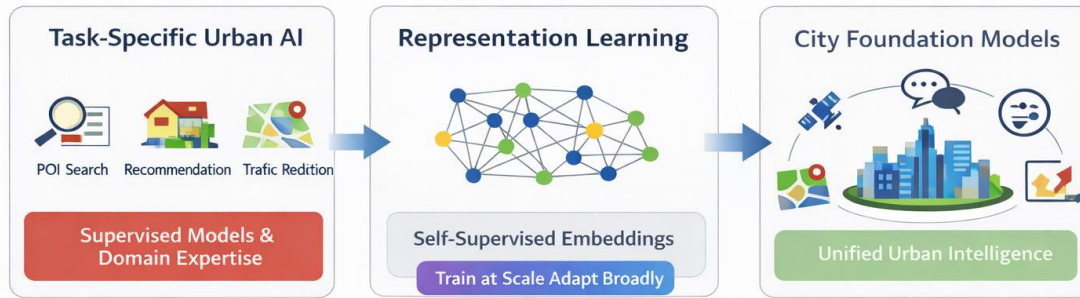 Task-Specific Urban AI
POI Search
Recommendation
Trafic Redition
Supervised Models &
Domain Expertise
Representation Learning
Self-Supervised Embeddings
Train at Scale Adapt Broadly
City Foundation Models
Unified Urban Intelligence